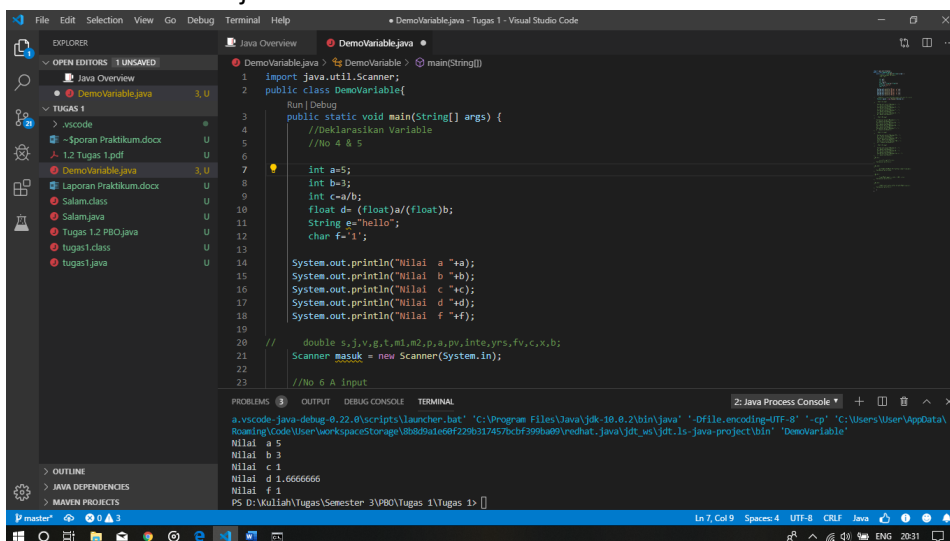 File Edit Selection View Go Debug Terminal Help
● DemoVariable.java - Tugas 1 - Visual Studio Code
EXPLORER
OPEN EDITORS 1 UNSAVED
Java Overview
● DemoVariable.java 3, U
TUGAS 1
> .vscode
~$poran Praktikum.docx U
1.2 Tugas 1.pdf U
DemoVariable.java 3, U
Laporan Praktikum.docx U
Salam.class U
Salam.java U
Tugas 1.2 PBO.java U
tugas1.class U
tugas1.java U
> OUTLINE
> JAVA DEPENDENCIES
> MAVEN PROJECTS
Java Overview DemoVariable.java ●
DemoVariable.java > DemoVariable > main(String[])
1 import java.util.Scanner;
2 public class DemoVariable{
Run | Debug
3 public static void main(String[] args) {
4 //Deklarasikan Variable
5 //No 4 & 5
6
7 int a=5;
8 int b=3;
9 int c=a/b;
10 float d= (float)a/(float)b;
11 String e="hello";
12 char f='1';
13
14 System.out.println("Nilai a "+a);
15 System.out.println("Nilai b "+b);
16 System.out.println("Nilai c "+c);
17 System.out.println("Nilai d "+d);
18 System.out.println("Nilai f "+f);
19
20 // double s,j,v,g,t,m1,m2,p,a,pv,inte,yrs,fv,c,x,b;
21 Scanner masuk = new Scanner(System.in);
22
23 //No 6 A input
PROBLEMS 3 OUTPUT DEBUG CONSOLE TERMINAL 2: Java Process Console
a.vscode-java-debug-0.22.0\scripts\launcher.bat' 'C:\Program Files\Java\jdk-10.0.2\bin\java' '-Dfile.encoding=UTF-8' '-cp' 'C:\Users\User\AppData\
Roaming\Code\User\workspaceStorage\8b8d9a1e60f229b317457bcbf399ba09\redhat.java\jdt_ws\jdt.ls-java-project\bin' 'DemoVariable'
Nilai a 5
Nilai b 3
Nilai c 1
Nilai d 1.6666666
Nilai f 1
PS D:\Kuliah\Tugas\Semester 3\PBO\Tugas 1\Tugas 1>
master* 0 3 Ln 7, Col 9 Spaces: 4 UTF-8 CRLF Java
ENG 20:31